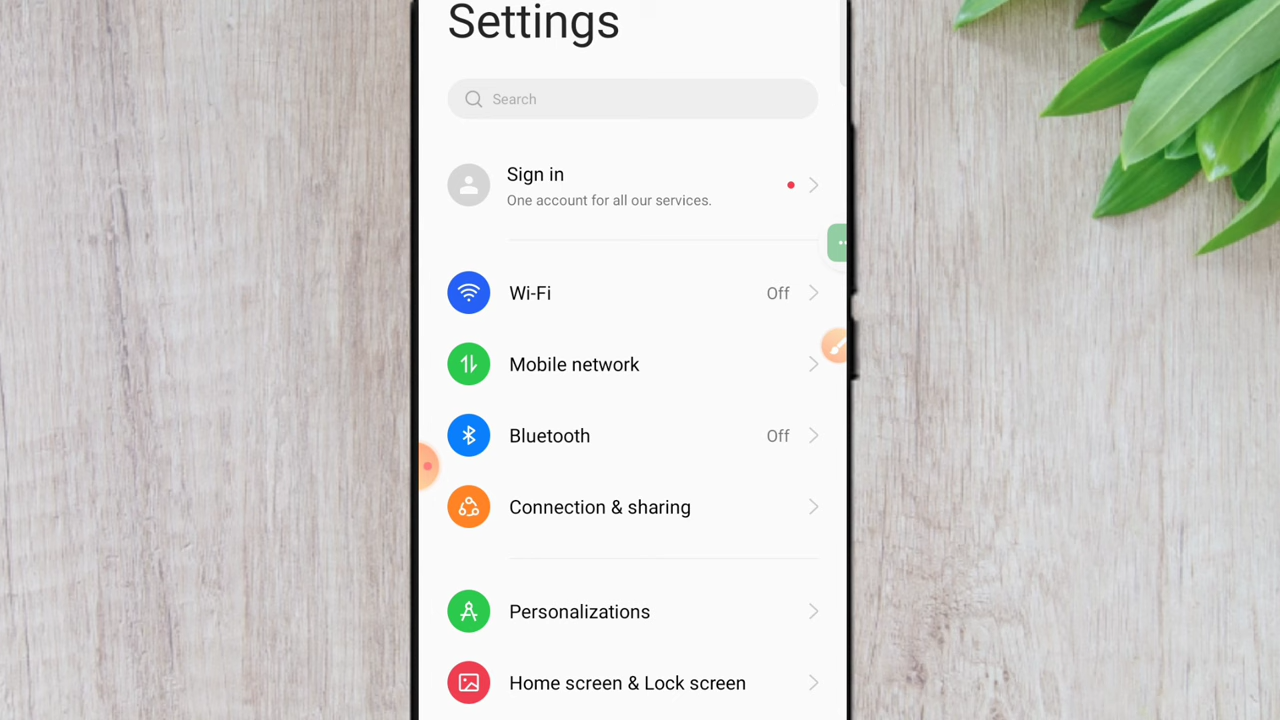 Settings
Search
Sign in
One account for all our services.
Wi-Fi
Off
Mobile network
Bluetooth
Off
Connection & sharing
Personalizations
Home screen & Lock screen